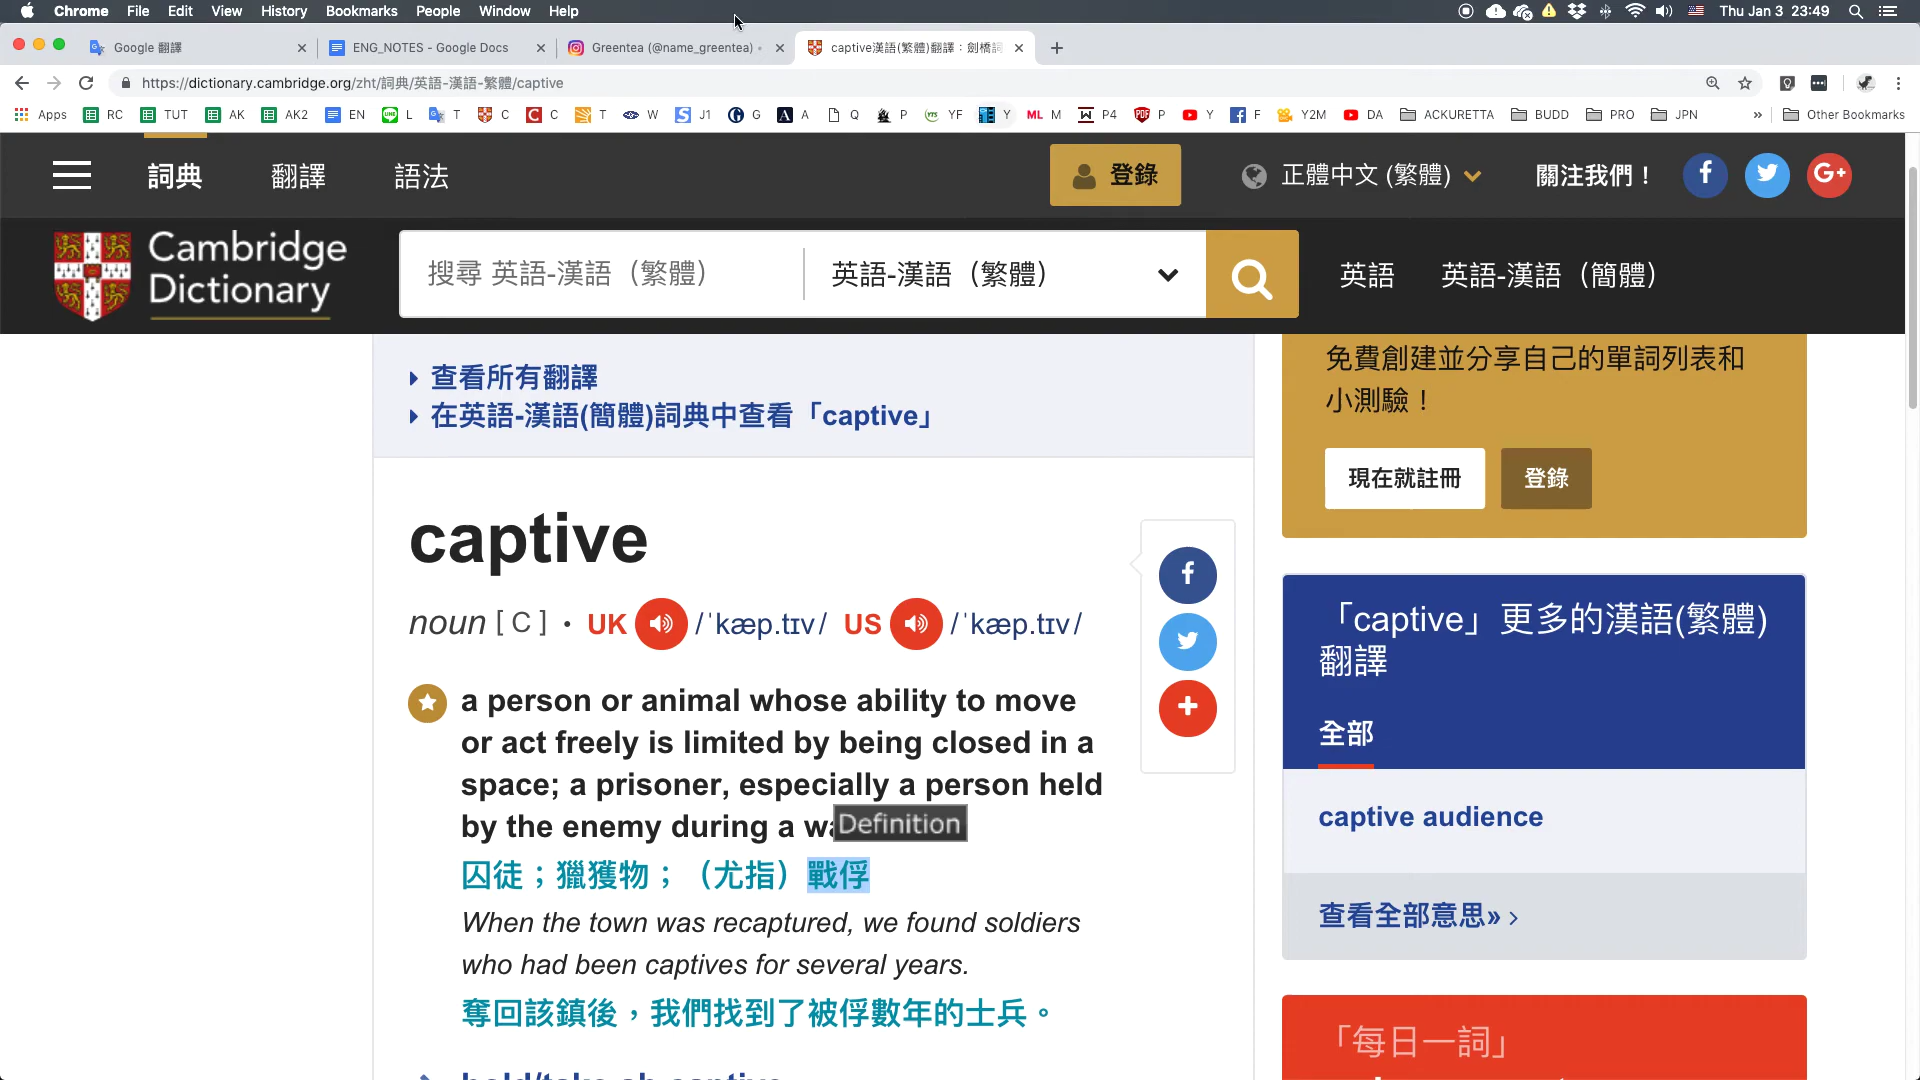 Chrome File Edit View History Bookmarks People Window Help Thu Jan 3 23:49
Google 翻譯 ENG_NOTES - Google Docs Greentea (@name_greentea) • captive漢語(繁體)翻譯：劍橋詞
https://dictionary.cambridge.org/zht/詞典/英語-漢語-繁體/captive
Apps RC TUT AK AK2 EN L T C C T W J1 G A Q P YF Y M P4 P Y F Y2M DA ACKURETTA BUDD PRO JPN » Other Bookmarks
詞典 翻譯 語法 登錄 正體中文 (繁體) 關注我們！
Cambridge
Dictionary
搜尋 英語-漢語（繁體） 英語-漢語（繁體） 英語 英語-漢語（簡體）
查看所有翻譯
在英語-漢語(簡體)詞典中查看「captive」
免費創建並分享自己的單詞列表和
小測驗！
現在就註冊 登錄
captive
noun [ C ] • UK /ˈkæp.tɪv/ US /ˈkæp.tɪv/
a person or animal whose ability to move
or act freely is limited by being closed in a
space; a prisoner, especially a person held
by the enemy during a wa
Definition
囚徒；獵獲物；（尤指）戰俘
When the town was recaptured, we found soldiers
who had been captives for several years.
奪回該鎮後，我們找到了被俘數年的士兵。
「captive」更多的漢語(繁體)
翻譯
全部
captive audience
查看全部意思» ›
「每日一詞」